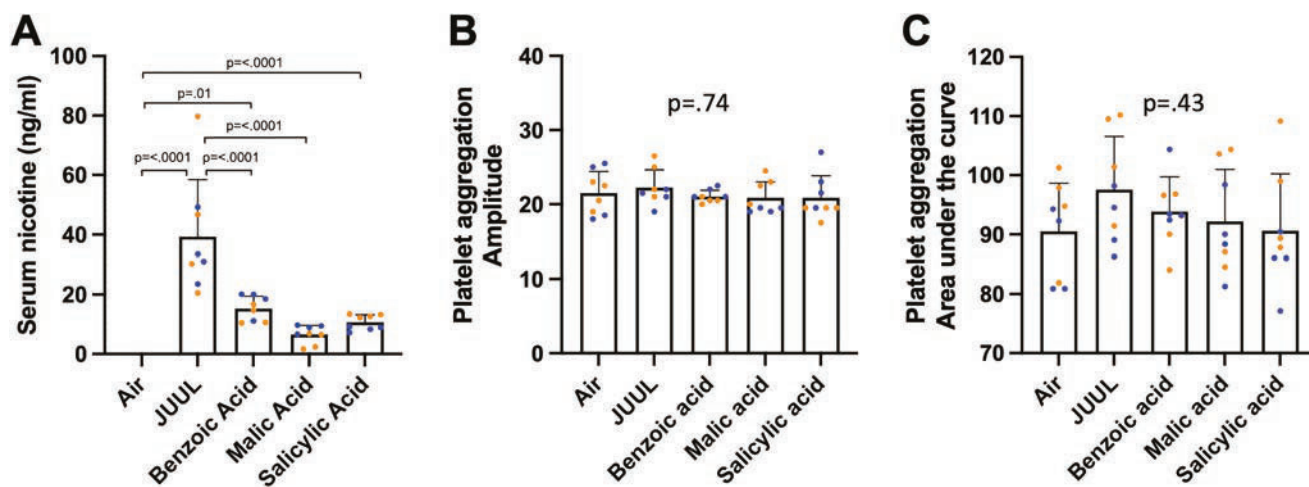 A
Serum nicotine (ng/ml)
100
80
60
40
20
0
p=<.0001
p=.01
p=<.0001
p=<.0001
p=<.0001
Air
JUUL
Benzoic Acid
Malic Acid
Salicylic Acid
B
Platelet aggregation
Amplitude
40
30
20
10
0
p=.74
Air
JUUL
Benzoic acid
Malic acid
Salicylic acid
C
Platelet aggregation
Area under the curve
120
110
100
90
80
70
p=.43
Air
JUUL
Benzoic acid
Malic acid
Salicylic acid